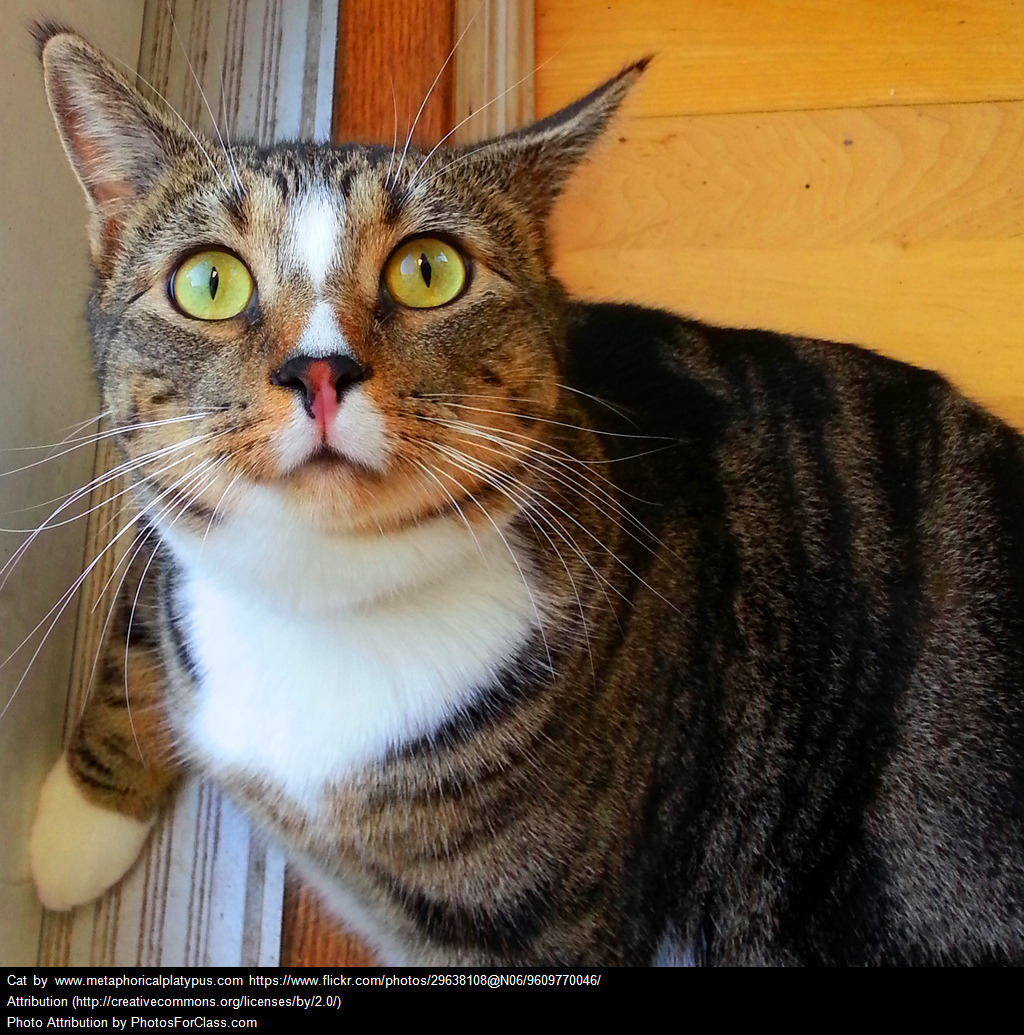 Cat by www.metaphoricalplatypus.com https://www.flickr.com/photos/29638108@N06/9609770046/
Attribution (http://creativecommons.org/licenses/by/2.0/)
Photo Attribution by PhotosForClass.com